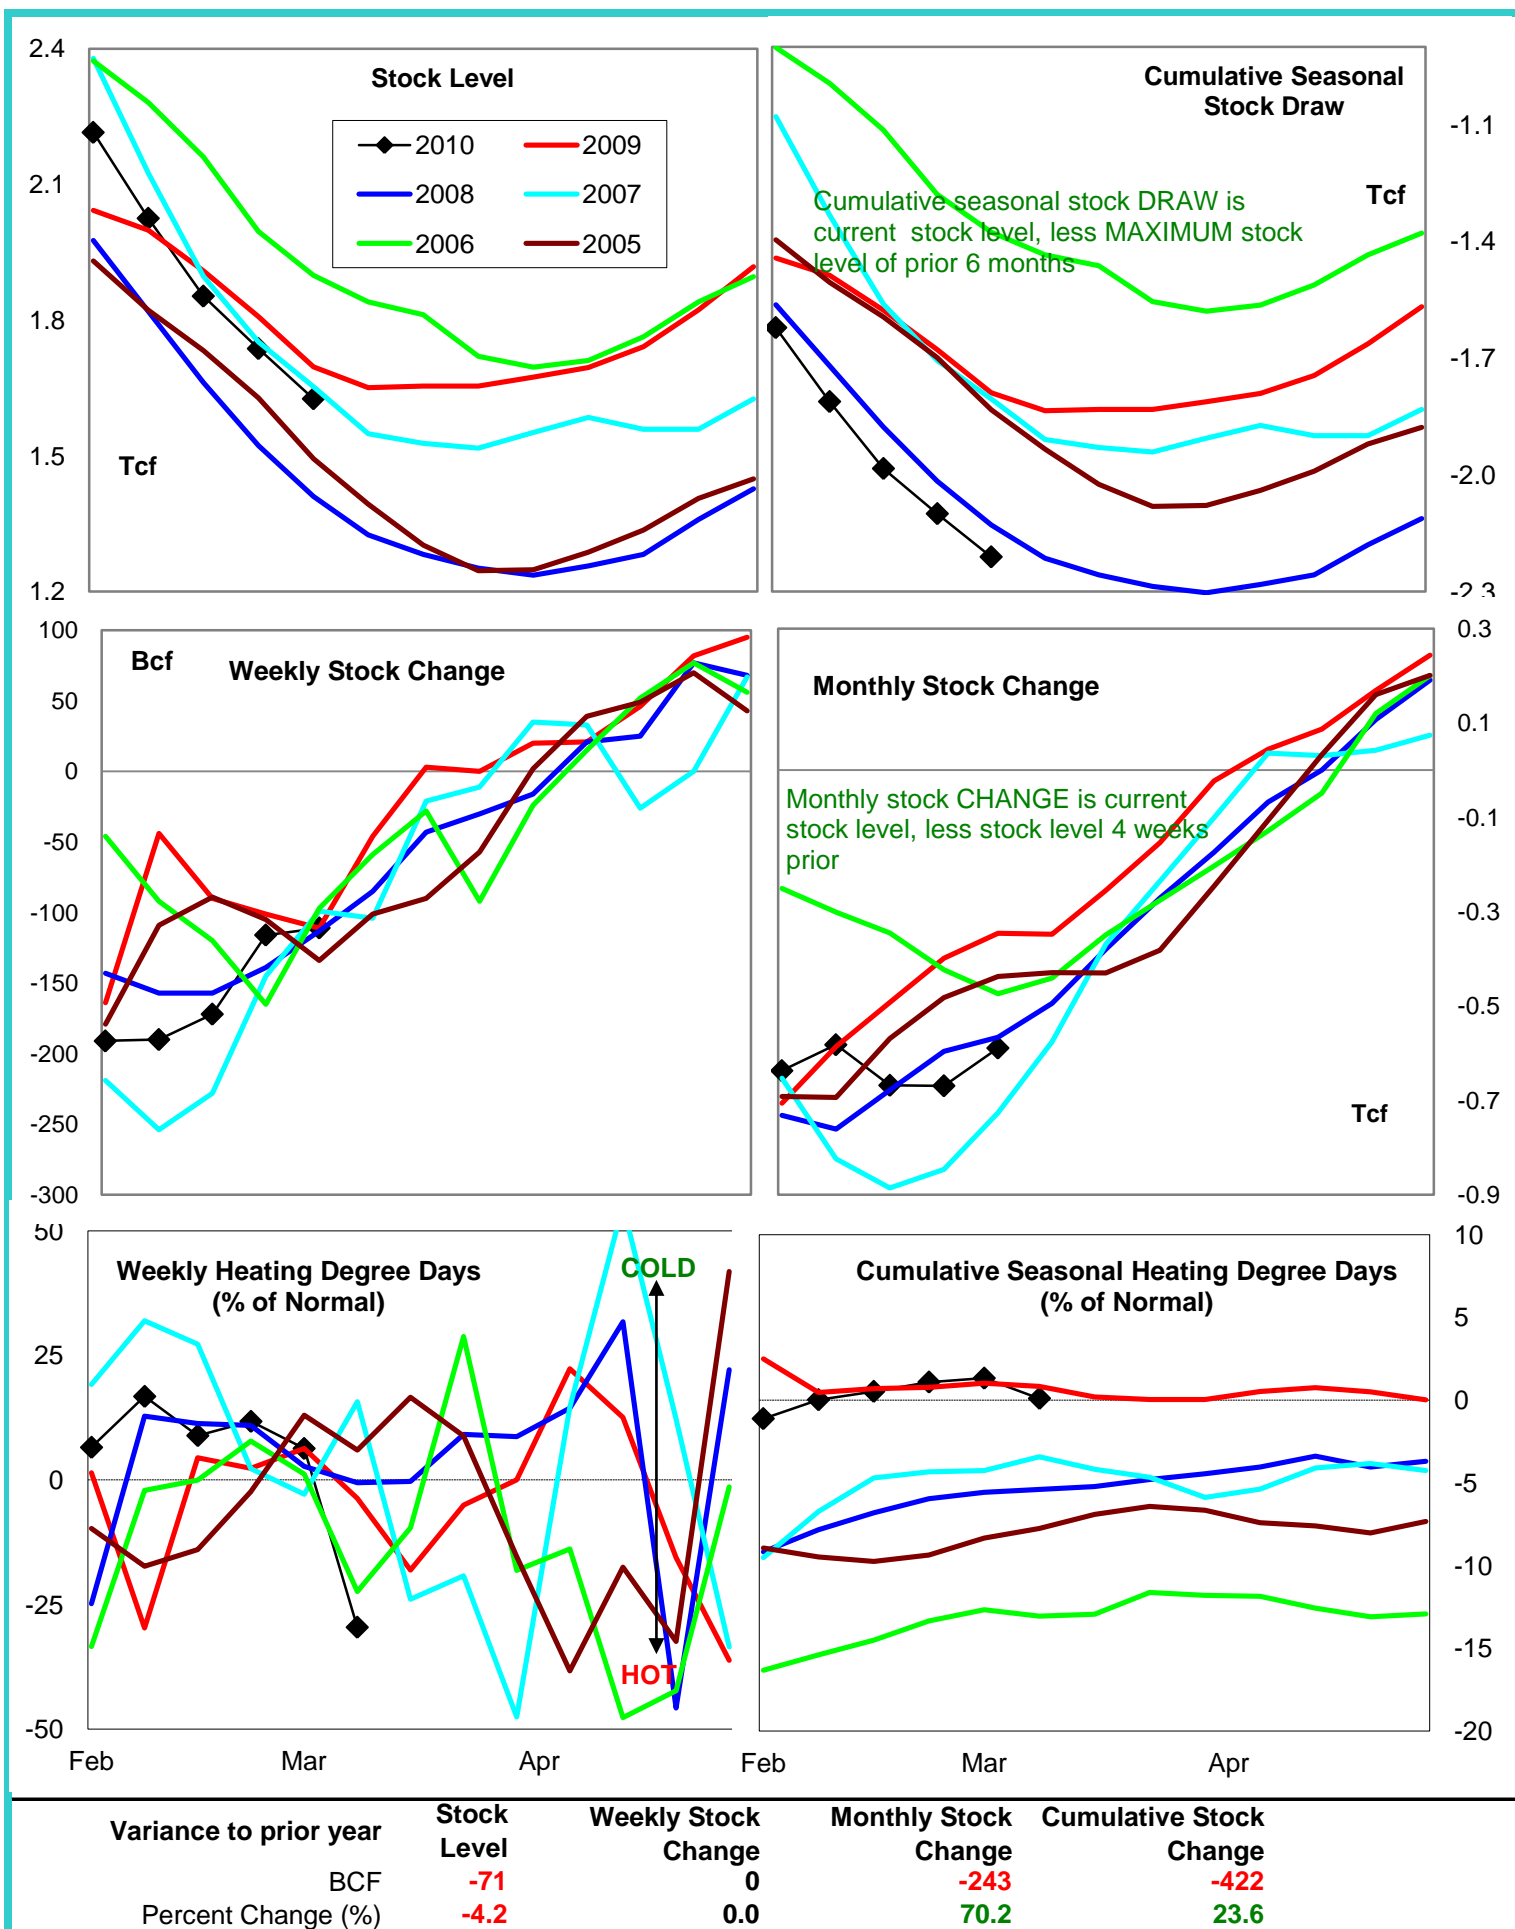 Stock Level
2.4
2.1
1.8
1.5
1.2
2010 2009
2008 2007
2006 2005
Tcf
Cumulative Seasonal
Stock Draw
Tcf
Cumulative seasonal stock DRAW is
current stock level, less MAXIMUM stock
level of prior 6 months
-1.1
-1.4
-1.7
-2.0
-2.3
100
50
0
-50
-100
-150
-200
-250
-300
Bcf
Weekly Stock Change
Monthly Stock Change
Monthly stock CHANGE is current
stock level, less stock level 4 weeks
prior
Tcf
0.3
0.1
-0.1
-0.3
-0.5
-0.7
-0.9
50
25
0
-25
-50
Weekly Heating Degree Days
(% of Normal)
COLD
HOT
Feb Mar Apr
Cumulative Seasonal Heating Degree Days
(% of Normal)
10
5
0
-5
-10
-15
-20
Feb Mar Apr
Variance to prior year Stock Level Weekly Stock Change Monthly Stock Change Cumulative Stock Change
BCF -71 0 -243 -422
Percent Change (%) -4.2 0.0 70.2 23.6